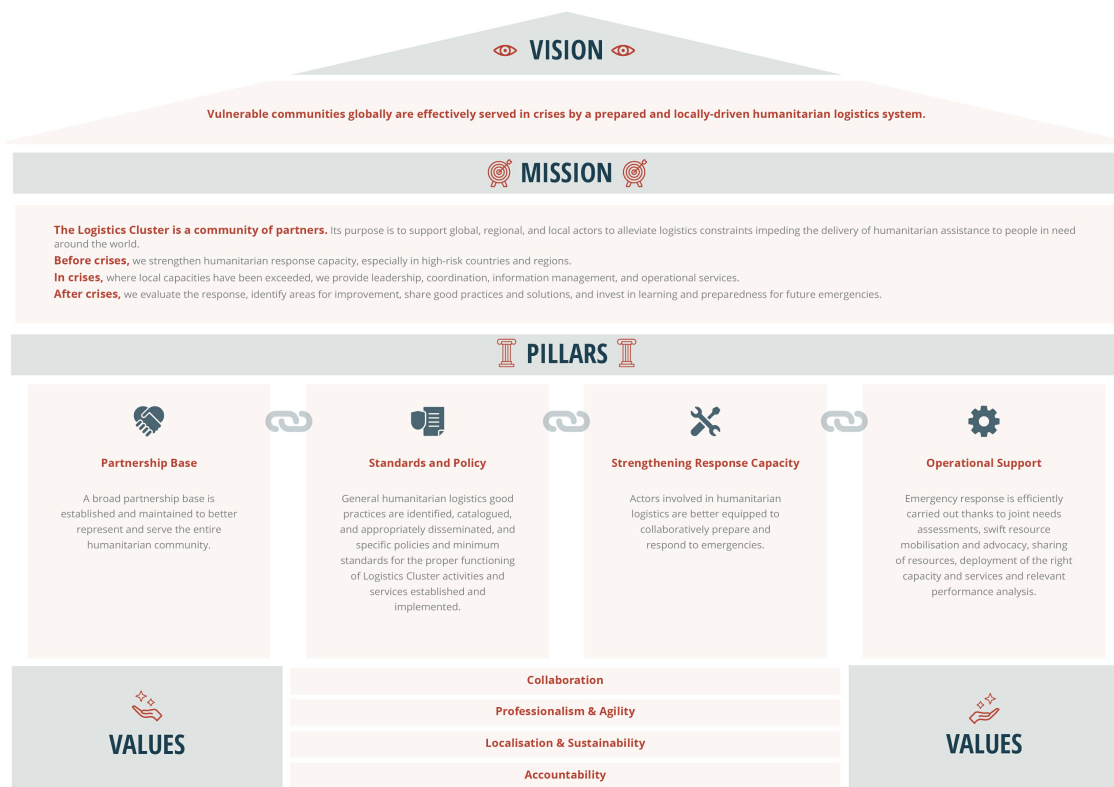 VISION
Vulnerable communities globally are effectively served in crises by a prepared and locally-driven humanitarian logistics system.
MISSION
The Logistics Cluster is a community of partners. Its purpose is to support global, regional, and local actors to alleviate logistics constraints impeding the delivery of humanitarian assistance to people in need
around the world.
Before crises, we strengthen humanitarian response capacity, especially in high-risk countries and regions.
In crises, where local capacities have been exceeded, we provide leadership, coordination, information management, and operational services.
After crises, we evaluate the response, identify areas for improvement, share good practices and solutions, and invest in learning and preparedness for future emergencies.
PILLARS
Partnership Base
A broad partnership base is
established and maintained to better
represent and serve the entire
humanitarian community.
Standards and Policy
General humanitarian logistics good
practices are identified, catalogued,
and appropriately disseminated, and
specific policies and minimum
standards for the proper functioning
of Logistics Cluster activities and
services established and
implemented.
Strengthening Response Capacity
Actors involved in humanitarian
logistics are better equipped to
collaboratively prepare and
respond to emergencies.
Operational Support
Emergency response is efficiently
carried out thanks to joint needs
assessments, swift resource
mobilisation and advocacy, sharing
of resources, deployment of the right
capacity and services and relevant
performance analysis.
VALUES
Collaboration
Professionalism & Agility
Localisation & Sustainability
Accountability
VALUES